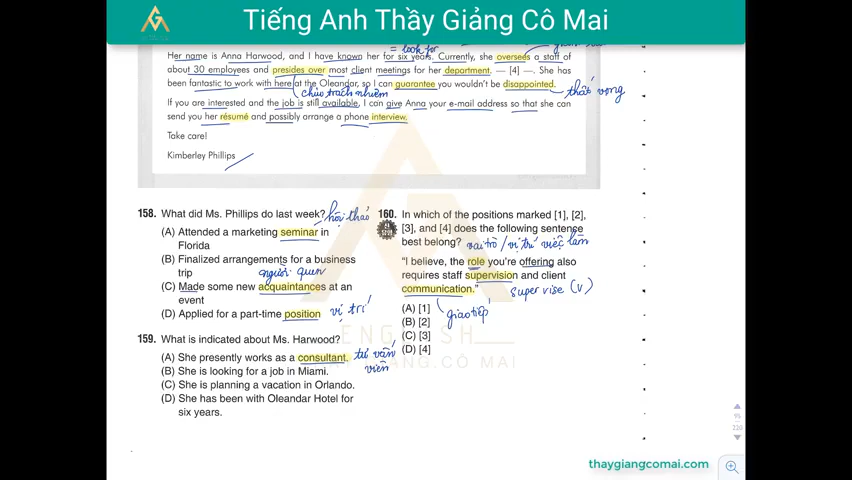 Tiếng Anh Thầy Giảng Cô Mai
= look for
Her name is Anna Harwood, and I have known her for six years. Currently, she oversees a staff of
about 30 employees and presides over most client meetings for her department. — [4] —. She has
been fantastic to work with here at the Oleandar, so I can guarantee you wouldn't be disappointed.
chịu trách nhiệm
thất vọng
If you are interested and the job is still available, I can give Anna your e-mail address so that she can
send you her résumé and possibly arrange a phone interview.
Take care!
Kimberley Phillips
158. What did Ms. Phillips do last week? hội thảo
(A) Attended a marketing seminar in
Florida
(B) Finalized arrangements for a business
trip
người quen
(C) Made some new acquaintances at an
event
(D) Applied for a part-time position vị trí
159. What is indicated about Ms. Harwood?
(A) She presently works as a consultant. tư vấn
viên
(B) She is looking for a job in Miami.
(C) She is planning a vacation in Orlando.
(D) She has been with Oleandar Hotel for
six years.
160. In which of the positions marked [1], [2],
[3], and [4] does the following sentence
best belong? vai trò / vị trí việc làm
"I believe, the role you're offering also
requires staff supervision and client
communication." supervise (v)
(A) [1] giao tiếp
(B) [2]
(C) [3]
(D) [4]
ENGLISH
thaygiangcomai.com